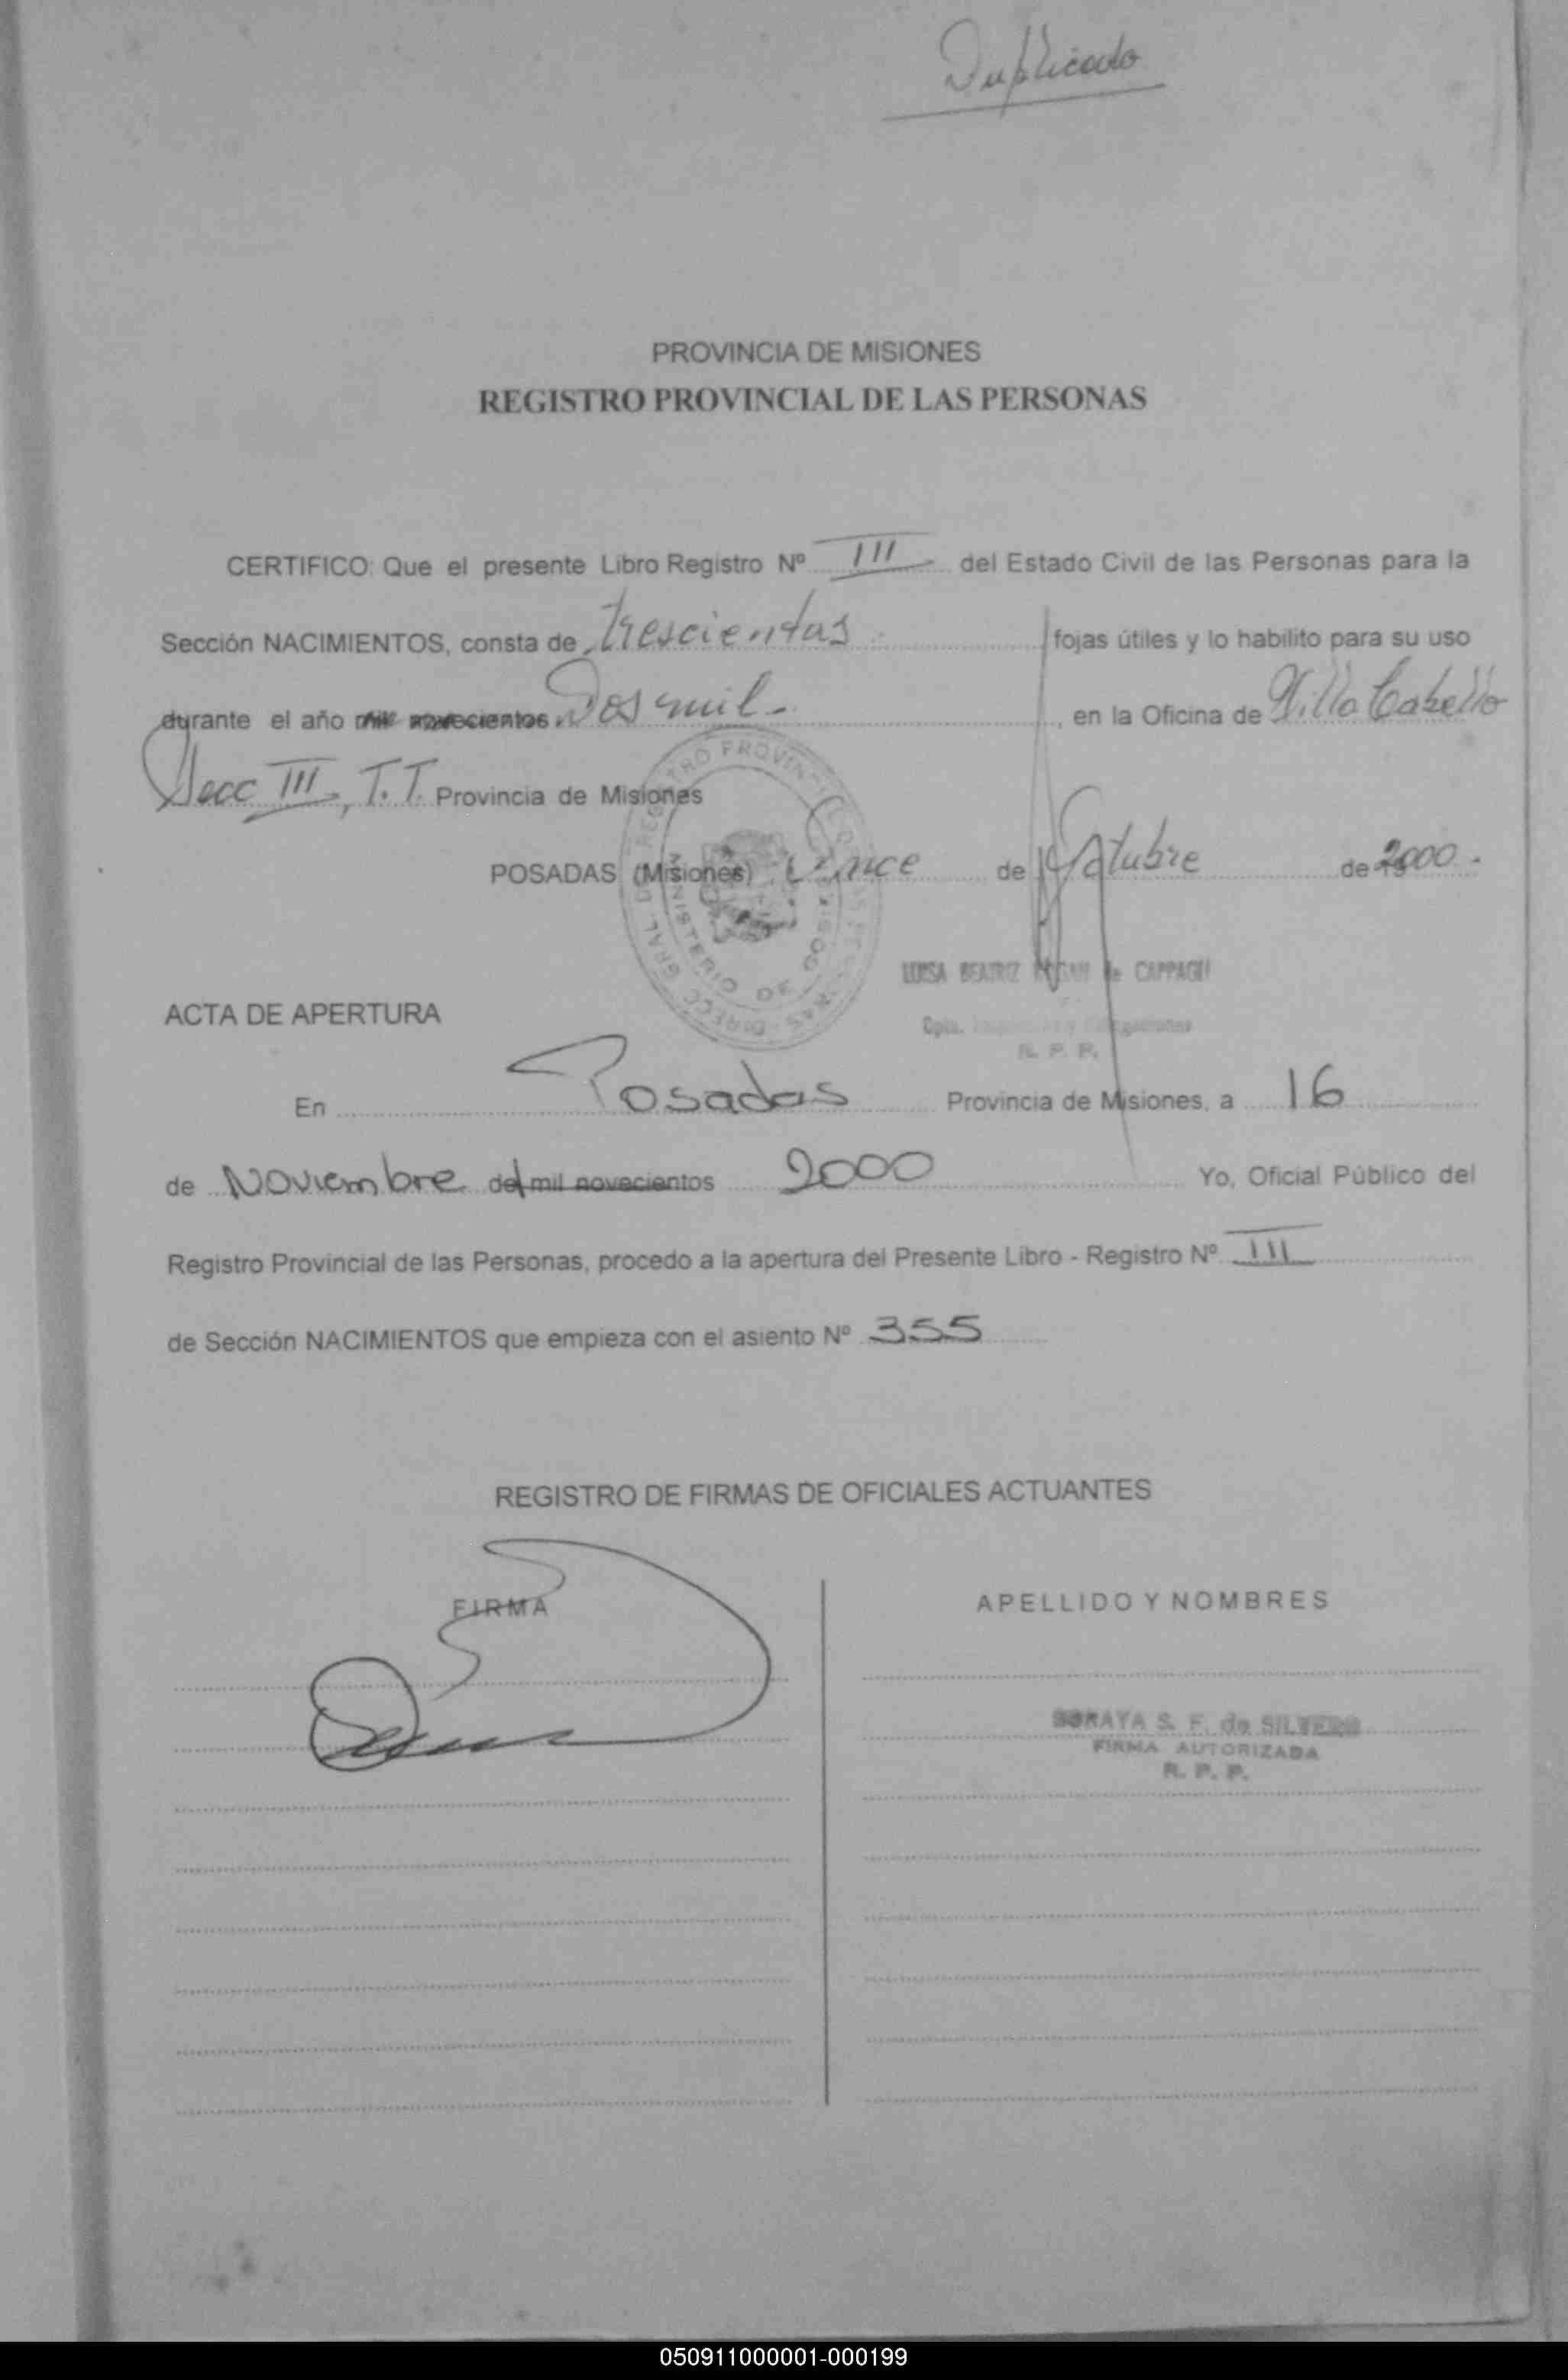 Duplicado
PROVINCIA DE MISIONES
REGISTRO PROVINCIAL DE LAS PERSONAS
CERTIFICO: Que el presente Libro Registro Nº III del Estado Civil de las Personas para la
Sección NACIMIENTOS, consta de trescientas fojas útiles y lo habilito para su uso
durante el año mil novecientos Dos mil- , en la Oficina de Villa Cabello
Secc III, T.T. Provincia de Misiones
POSADAS (Misiones) Once de Octubre de 2000.
LUISA BEATRIZ de CAPPAGLI
Dpto.
R. P. P.
ACTA DE APERTURA
En Posadas Provincia de Misiones, a 16
de Noviembre del mil novecientos 2000 Yo, Oficial Público del
Registro Provincial de las Personas, procedo a la apertura del Presente Libro - Registro Nº III
de Sección NACIMIENTOS que empieza con el asiento Nº 355
REGISTRO DE FIRMAS DE OFICIALES ACTUANTES
FIRMA APELLIDO Y NOMBRES
SORAYA S. F. de SILVERO
FIRMA AUTORIZADA
R. P. P.
050911000001-000199